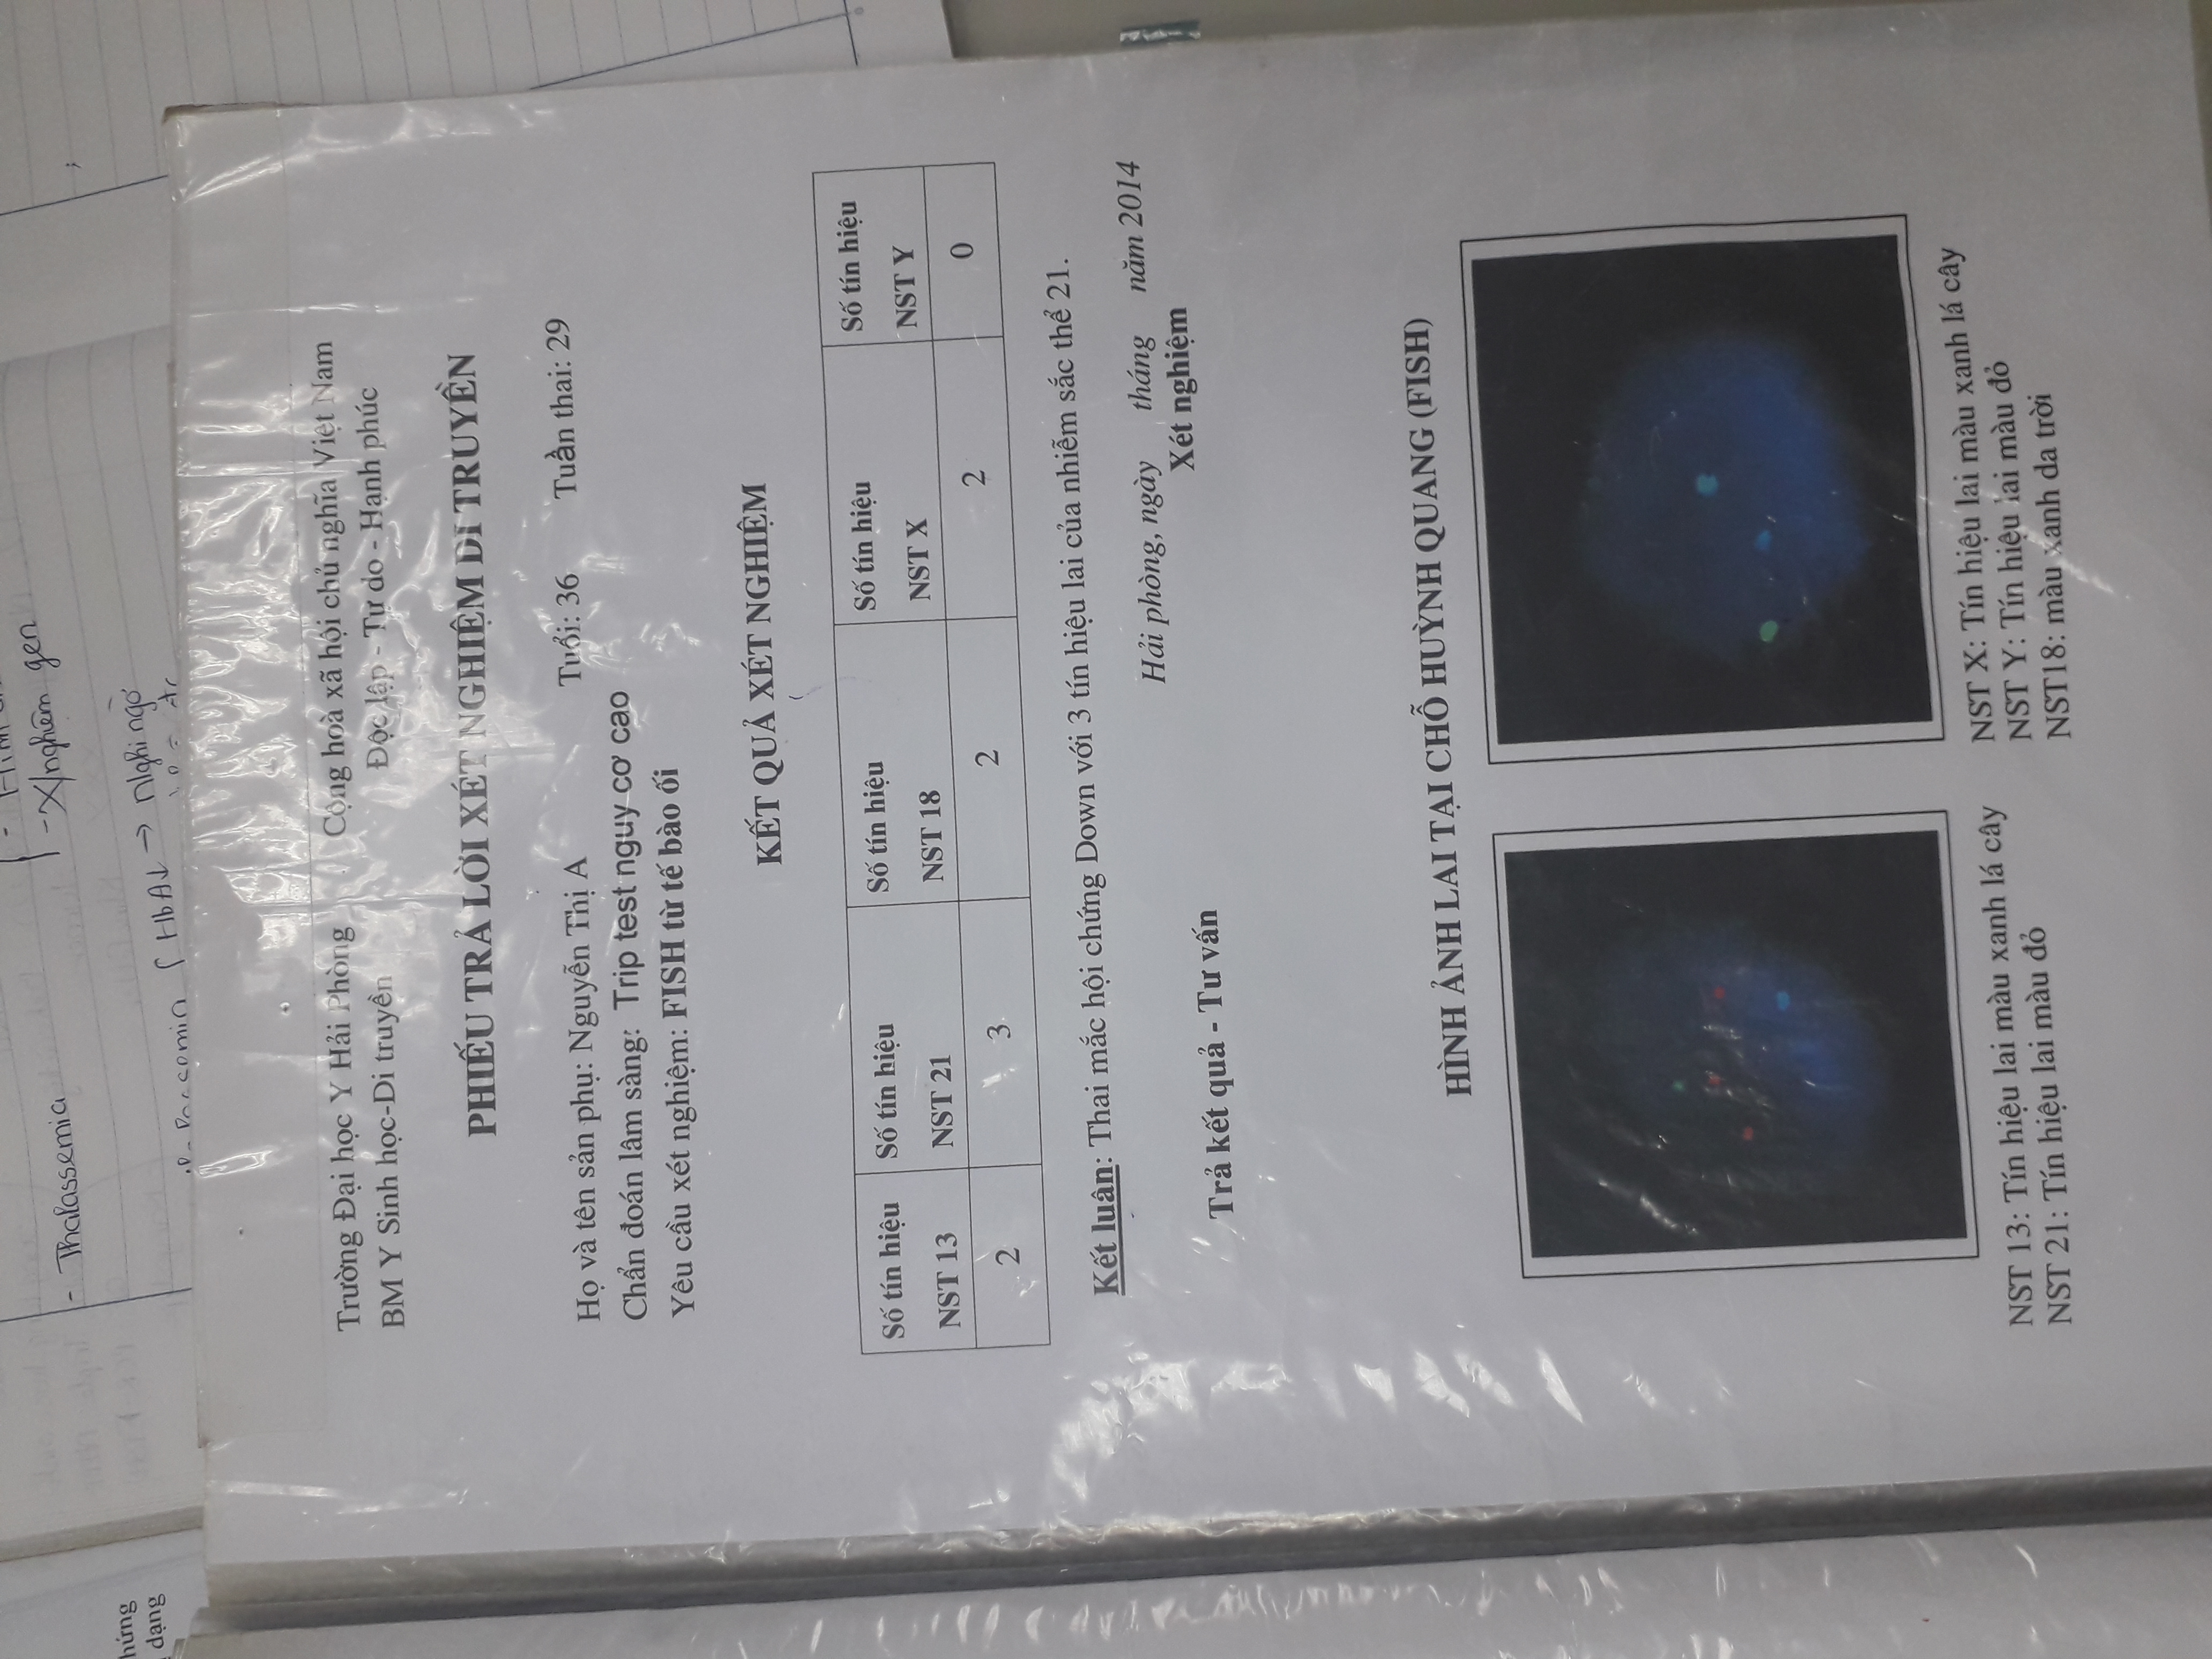 - Thalassemia
- X/nghiệm gen
hứng
dạng
{ HbA↓ → Nghi ngờ
Trường Đại học Y Hải Phòng
BM Y Sinh học-Di truyền
Cộng hoà xã hội chủ nghĩa Việt Nam
Độc lập - Tự do - Hạnh phúc
PHIẾU TRẢ LỜI XÉT NGHIỆM DI TRUYỀN
Họ và tên sản phụ: Nguyễn Thị A Tuổi: 36 Tuần thai: 29
Chẩn đoán lâm sàng: Trip test nguy cơ cao
Yêu cầu xét nghiệm: FISH từ tế bào ối
KẾT QUẢ XÉT NGHIỆM
Số tín hiệu NST 13
Số tín hiệu NST 21
Số tín hiệu NST 18
Số tín hiệu NST X
Số tín hiệu NST Y
2 3 2 2 0
Kết luận: Thai mắc hội chứng Down với 3 tín hiệu lai của nhiễm sắc thể 21.
Hải phòng, ngày tháng năm 2014
Trả kết quả - Tư vấn
Xét nghiệm
HÌNH ẢNH LAI TẠI CHỖ HUỲNH QUANG (FISH)
NST 13: Tín hiệu lai màu xanh lá cây
NST 21: Tín hiệu lai màu đỏ
NST X: Tín hiệu lai màu xanh lá cây
NST Y: Tín hiệu lai màu đỏ
NST18: màu xanh da trời